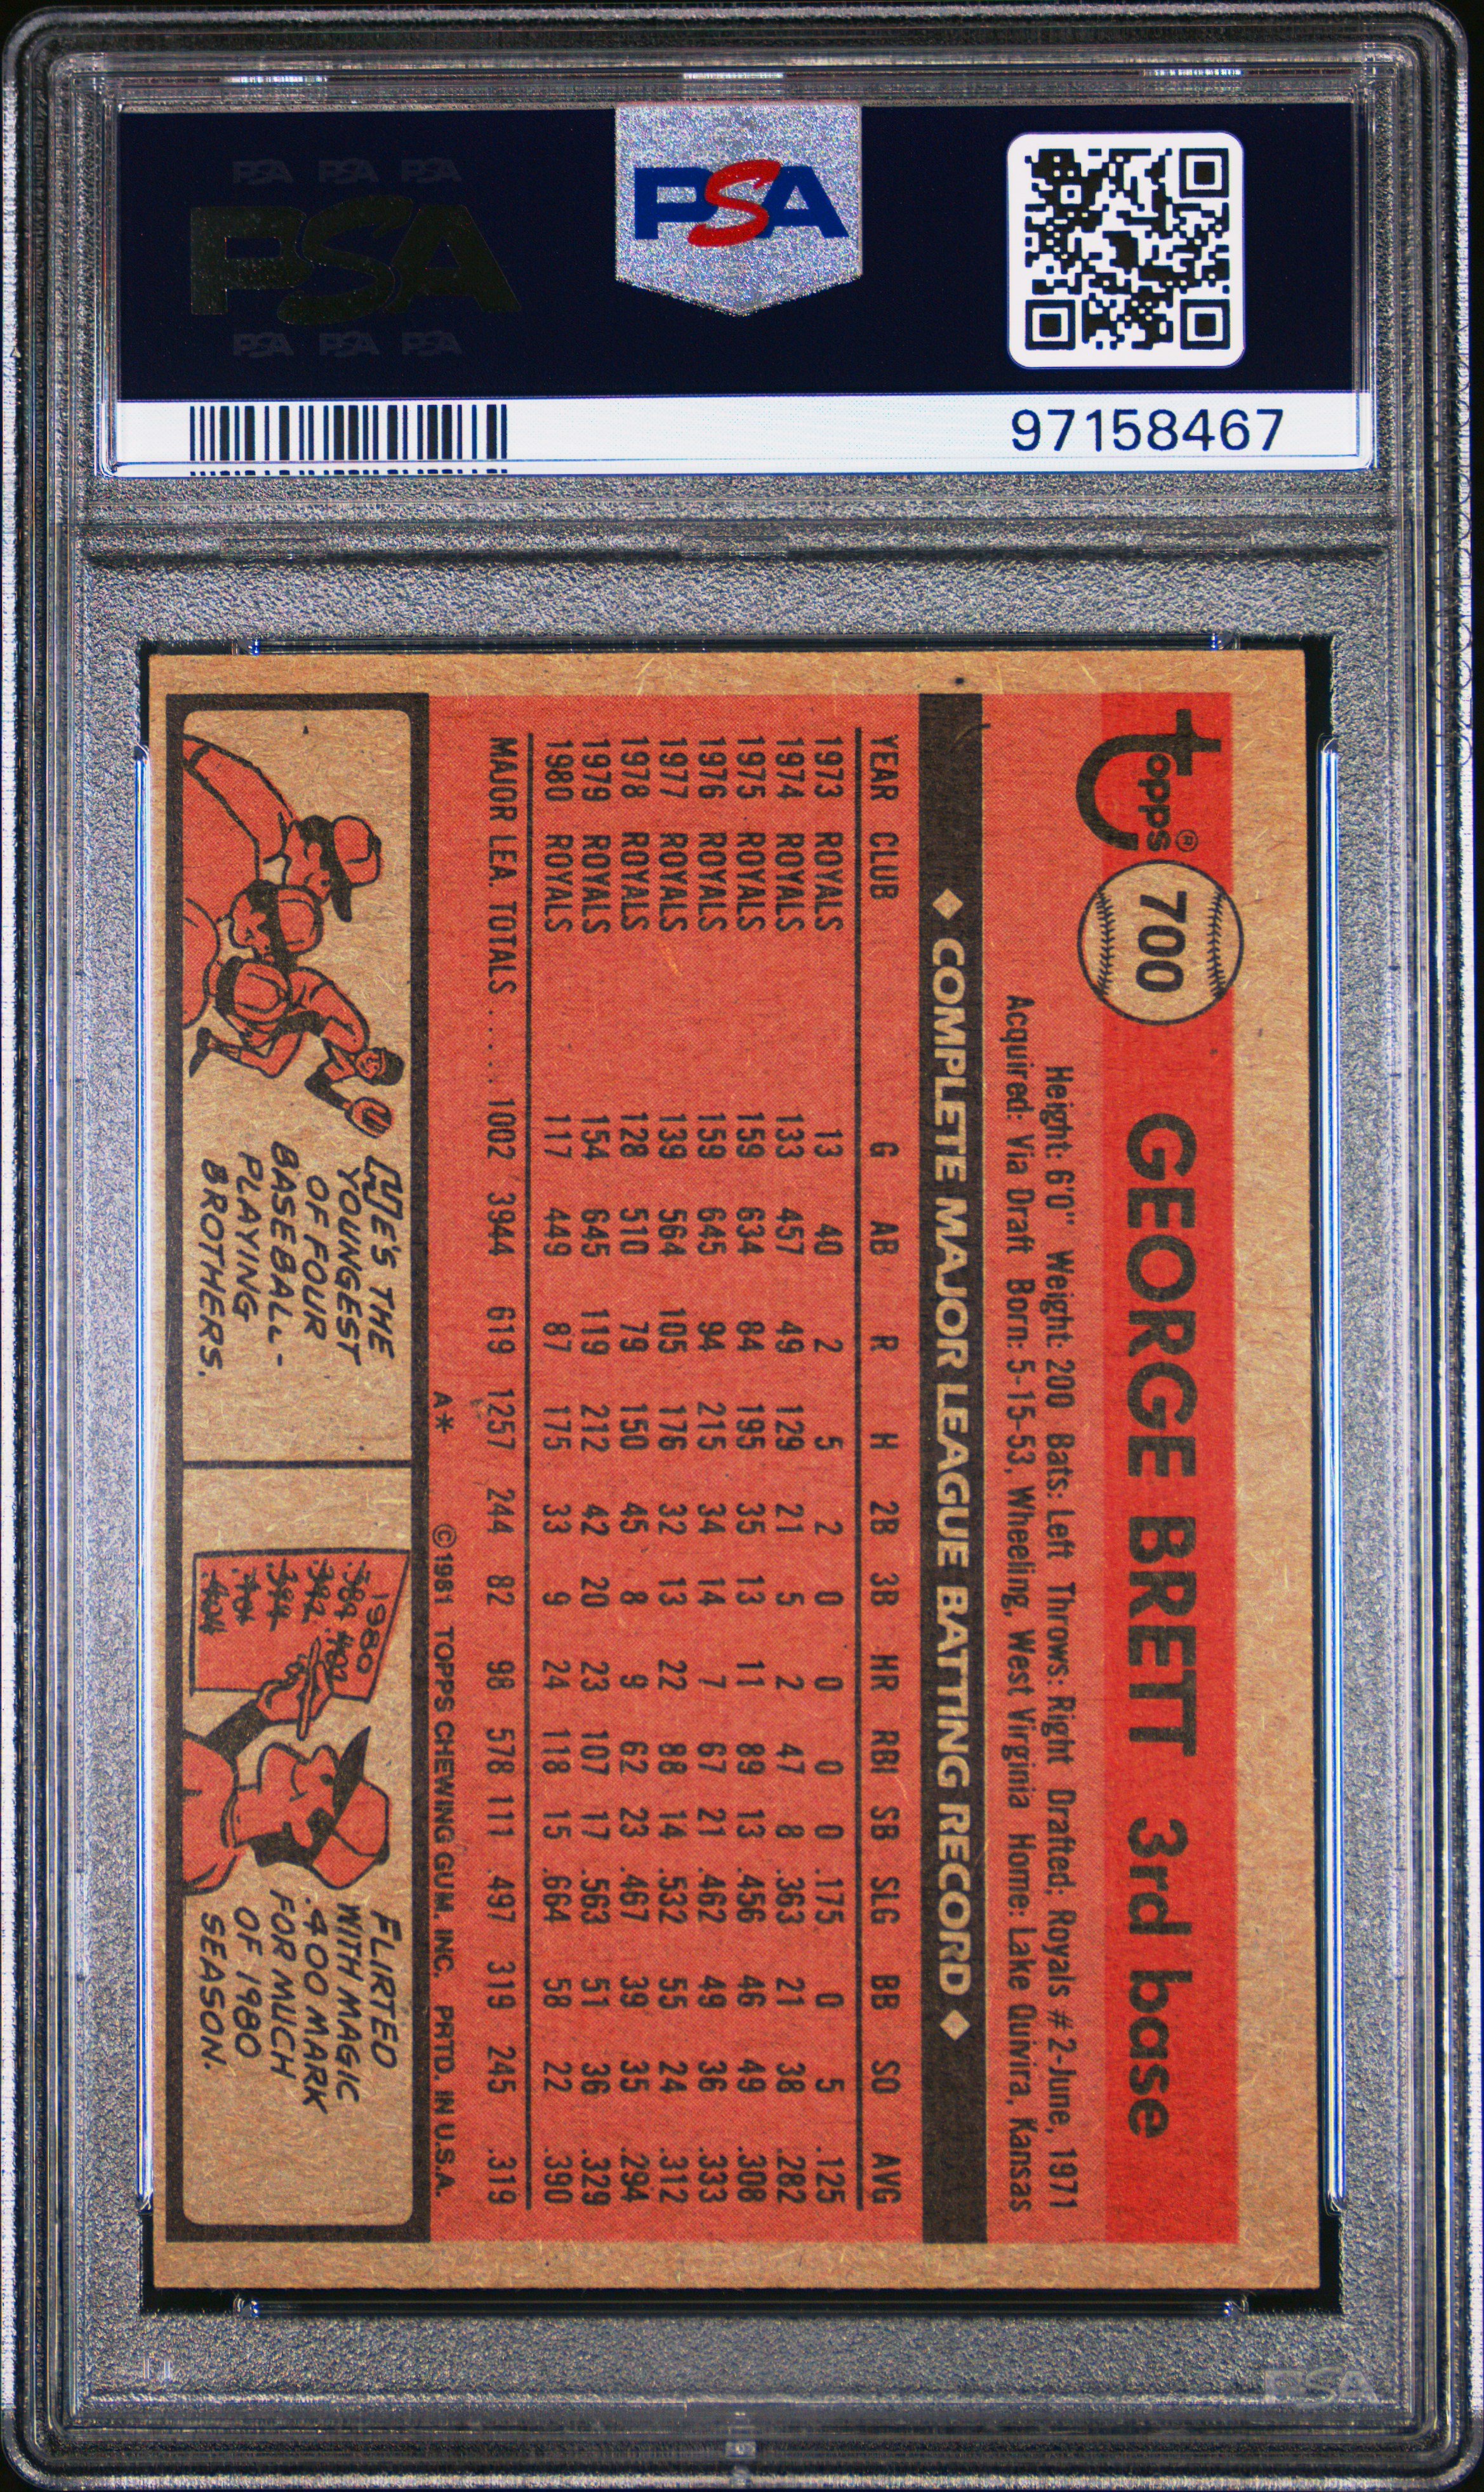 PSA PSA PSA
PSA
PSA PSA PSA
PSA
97158467
topps®
700
GEORGE BRETT 3rd base
Height: 6'0" Weight: 200 Bats: Left Throws: Right Drafted: Royals #2-June, 1971
Acquired: Via Draft Born: 5-15-53, Wheeling, West Virginia Home: Lake Quivira, Kansas
◆ COMPLETE MAJOR LEAGUE BATTING RECORD ◆
YEAR CLUB G AB R H 2B 3B HR RBI SB SLG BB SO AVG
1973 ROYALS 13 40 2 5 2 0 0 0 0 .175 0 5 .125
1974 ROYALS 133 457 49 129 21 5 2 47 8 .363 21 38 .282
1975 ROYALS 159 634 84 195 35 13 11 89 13 .456 46 49 .308
1976 ROYALS 159 645 94 215 34 14 7 67 21 .462 49 36 .333
1977 ROYALS 139 564 105 176 32 13 22 88 14 .532 55 24 .312
1978 ROYALS 128 510 79 150 45 8 9 62 23 .467 39 35 .294
1979 ROYALS 154 645 119 212 42 20 23 107 17 .563 51 36 .329
1980 ROYALS 117 449 87 175 33 9 24 118 15 .664 58 22 .390
MAJOR LEA. TOTALS ..... 1002 3944 619 1257 244 82 98 578 111 .497 319 245 .319
A* © 1981 TOPPS CHEWING GUM, INC. PRTD. IN U.S.A.
HE'S THE
YOUNGEST
OF FOUR
BASEBALL-
PLAYING
BROTHERS.
1980
FLIRTED
WITH MAGIC
.400 MARK
FOR MUCH
OF 1980
SEASON.
PSA